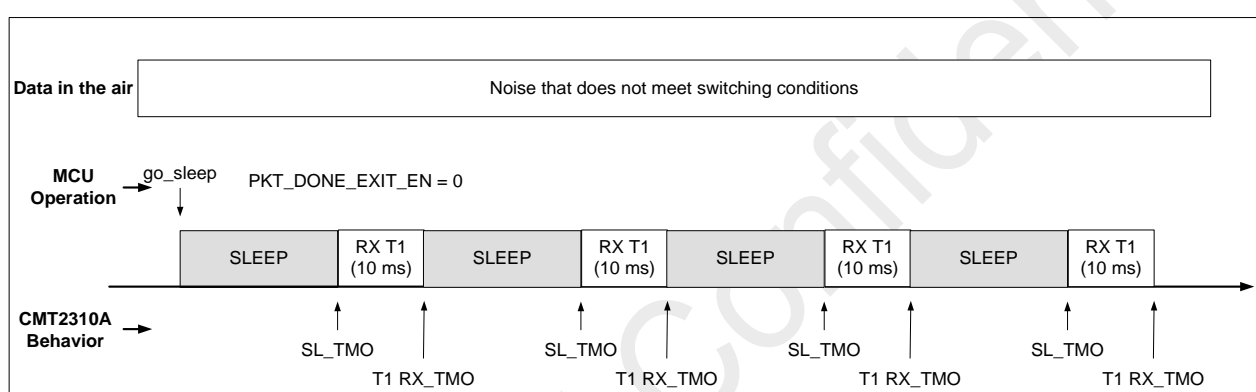 Data in the air
Noise that does not meet switching conditions
MCU
Operation
go_sleep
PKT_DONE_EXIT_EN = 0
SLEEP
RX T1
(10 ms)
SLEEP
RX T1
(10 ms)
SLEEP
RX T1
(10 ms)
SLEEP
RX T1
(10 ms)
CMT2310A
Behavior
SL_TMO
T1 RX_TMO
SL_TMO
T1 RX_TMO
SL_TMO
T1 RX_TMO
SL_TMO
T1 RX_TMO